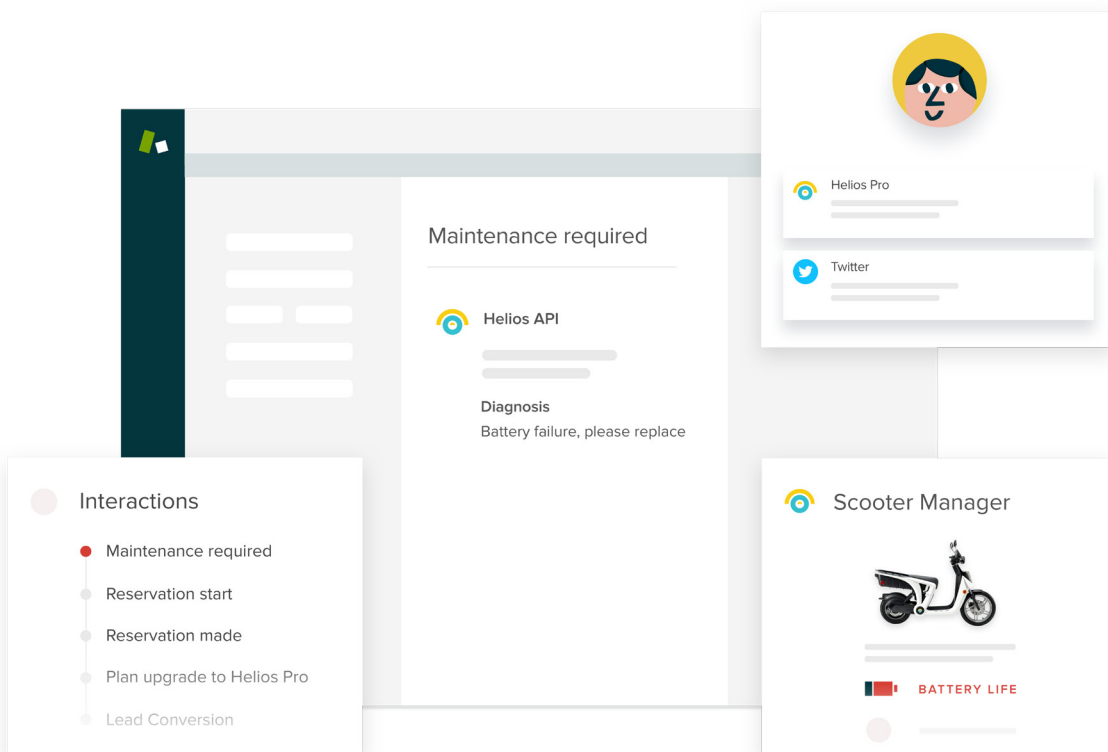 Helios Pro
Twitter
Maintenance required
Helios API
Diagnosis
Battery failure, please replace
Interactions
Maintenance required
Reservation start
Reservation made
Plan upgrade to Helios Pro
Lead Conversion
Scooter Manager
BATTERY LIFE